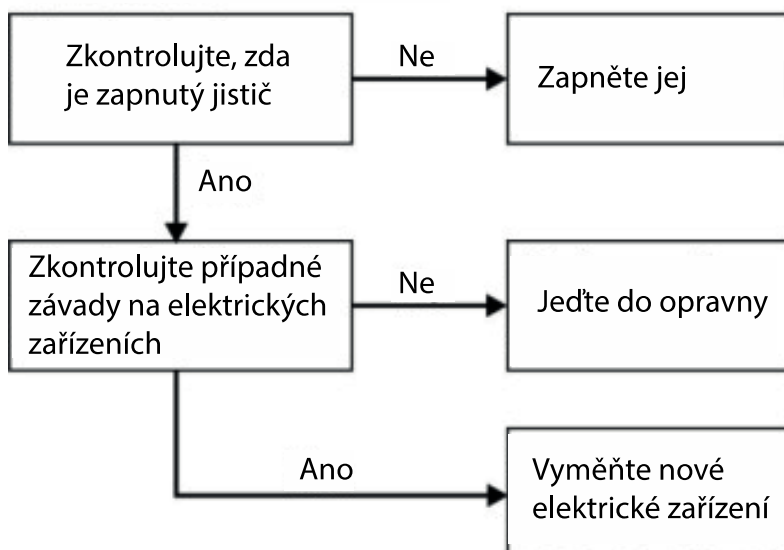 Zkontrolujte, zda
je zapnutý jistič
Ne
Zapněte jej
Ano
Zkontrolujte případné
závady na elektrických
zařízeních
Ne
Jeďte do opravny
Ano
Vyměňte nové
elektrické zařízení